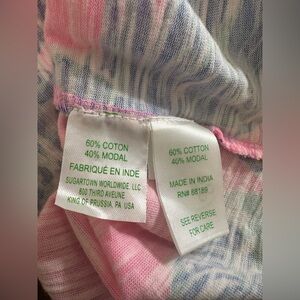 60% COTTON
40% MODAL
FABRIQUÉ EN INDE
SUGARTOWN WORLDWIDE, LLC
800 THIRD AVEUNE
KING OF PRUSSIA, PA USA
60% COTTON
40% MODAL
MADE IN INDIA
RN# 88189
SEE REVERSE
FOR CARE